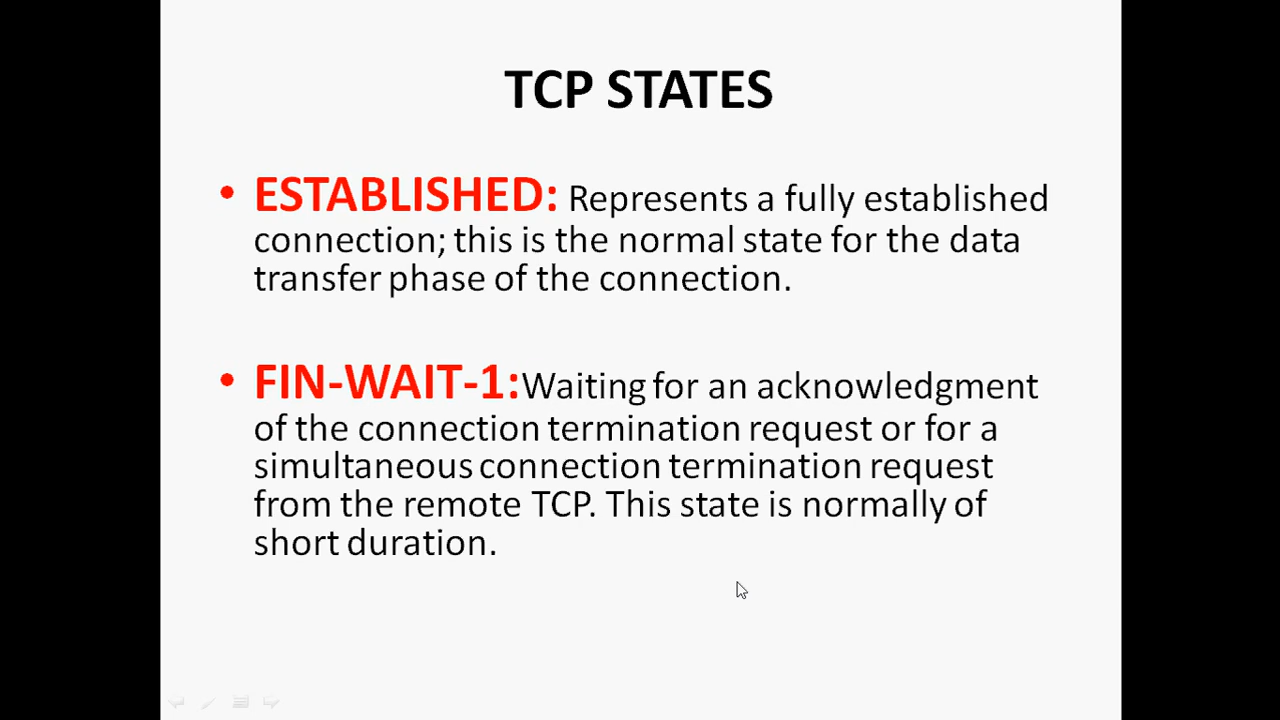 TCP STATES
• ESTABLISHED: Represents a fully established
connection; this is the normal state for the data
transfer phase of the connection.
• FIN-WAIT-1:Waiting for an acknowledgment
of the connection termination request or for a
simultaneous connection termination request
from the remote TCP. This state is normally of
short duration.